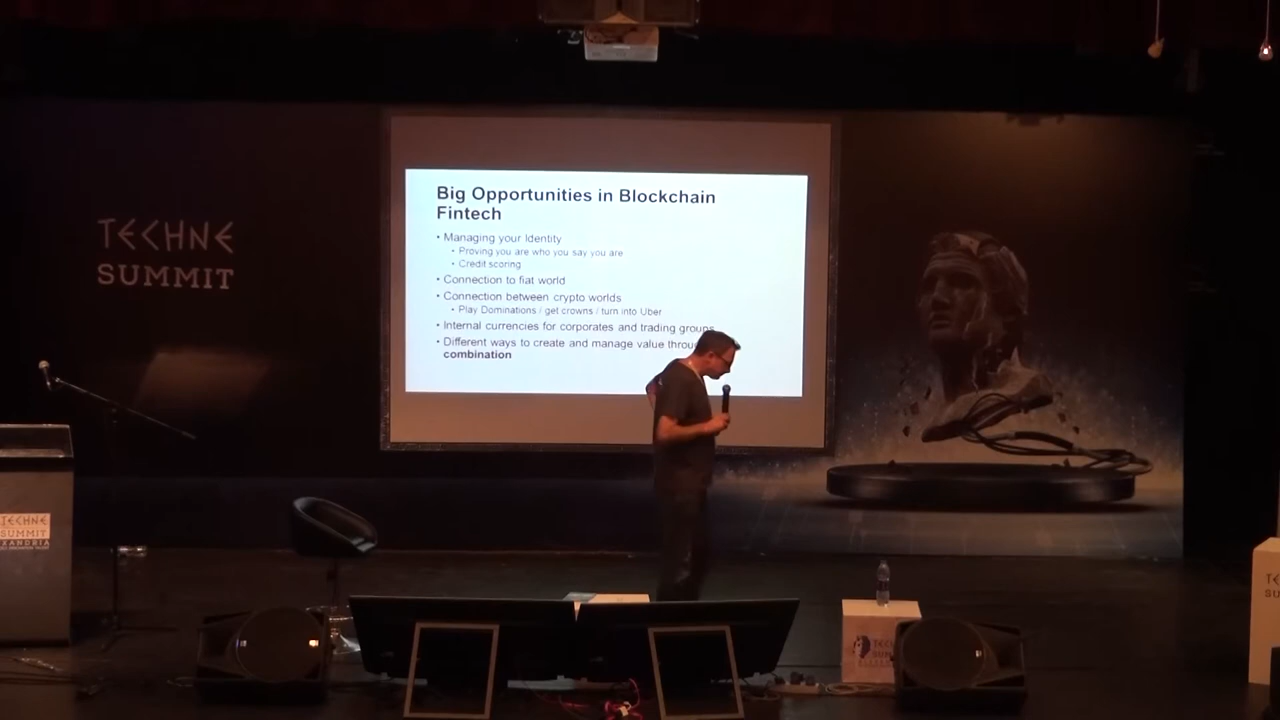 TECHNE
SUMMIT
Big Opportunities in Blockchain
Fintech
• Managing your Identity
• Proving you are who you say you are
• Credit scoring
• Connection to fiat world
• Connection between crypto worlds
• Play Dominations / get crowns / turn into Uber
• Internal currencies for corporates and trading groups
• Different ways to create and manage value
combination
TECHNE
SUMMIT
TECHNE